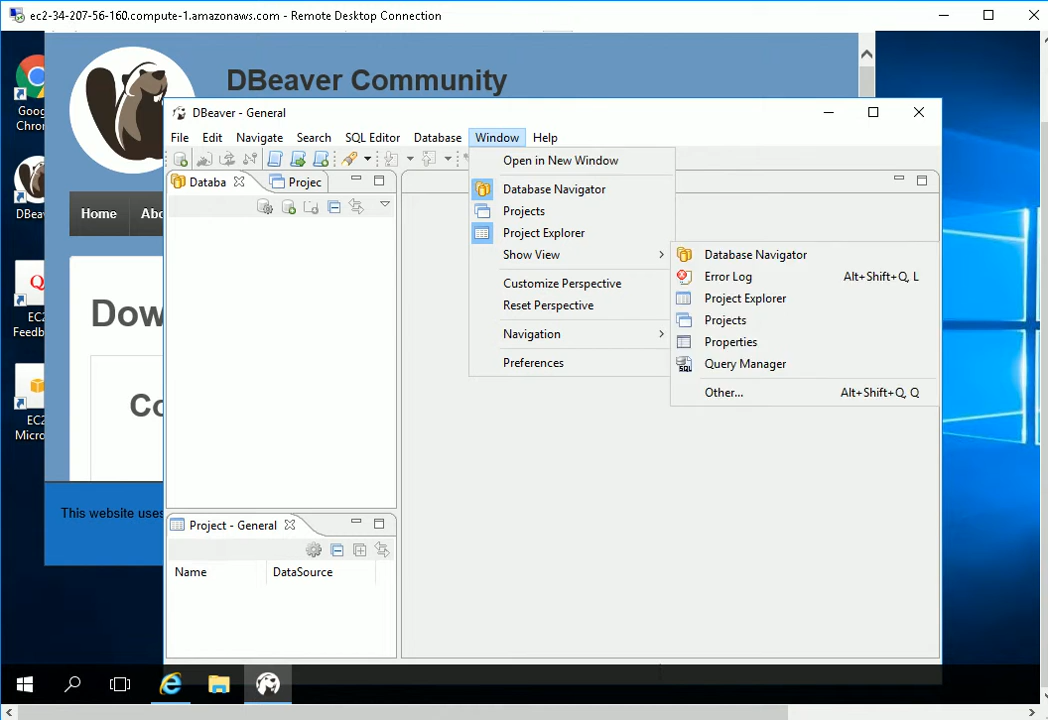 ec2-34-207-56-160.compute-1.amazonaws.com - Remote Desktop Connection
DBeaver Community
Goog
Chron
DBea
EC2
Feedb
EC2
Micro
Home
Abo
Dow
Co
This website uses
DBeaver - General
File Edit Navigate Search SQL Editor Database Window Help
Databa
Projec
Open in New Window
Database Navigator
Projects
Project Explorer
Show View
Customize Perspective
Reset Perspective
Navigation
Preferences
Database Navigator
Error Log Alt+Shift+Q, L
Project Explorer
Projects
Properties
Query Manager
Other... Alt+Shift+Q, Q
Project - General
Name DataSource